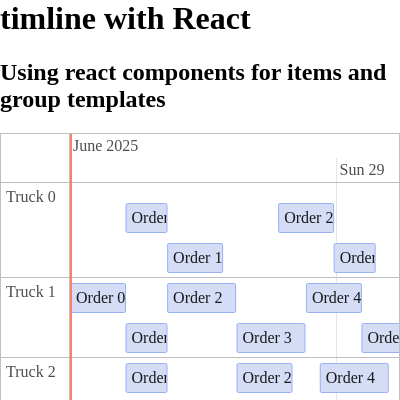 timline with React
Using react components for items and
group templates
June 2025
Sun 29
Truck 0
Order 2
Order 1
Truck 1
Order 0
Order 2
Order 4
Order
Order 3
Orde
Truck 2
Order
Order 2
Order 4